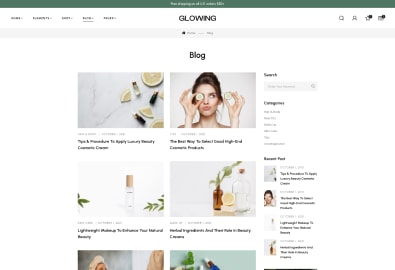 Free shipping on all U.S. orders $50+
HOME
ELEMENTS
SHOP
BLOG
PAGES
GLOWING
Home
Blog
Blog
Tips & Procedure To Apply Luxury Beauty
Cosmetic Cream
The Best Way To Select Good High-End
Cosmetic Products
Lightweight Makeup To Enhance Your Natural
Beauty
Herbal Ingredients And Their Role In Beauty
Creams
Search
Categories
Recent Post
Tips & Procedure To Apply
Luxury Beauty Cosmetic
Cream
The Best Way To Select
Good High-End Cosmetic
Products
Lightweight Makeup To
Enhance Your Natural
Beauty
Herbal Ingredients And
Their Role In Beauty
Creams